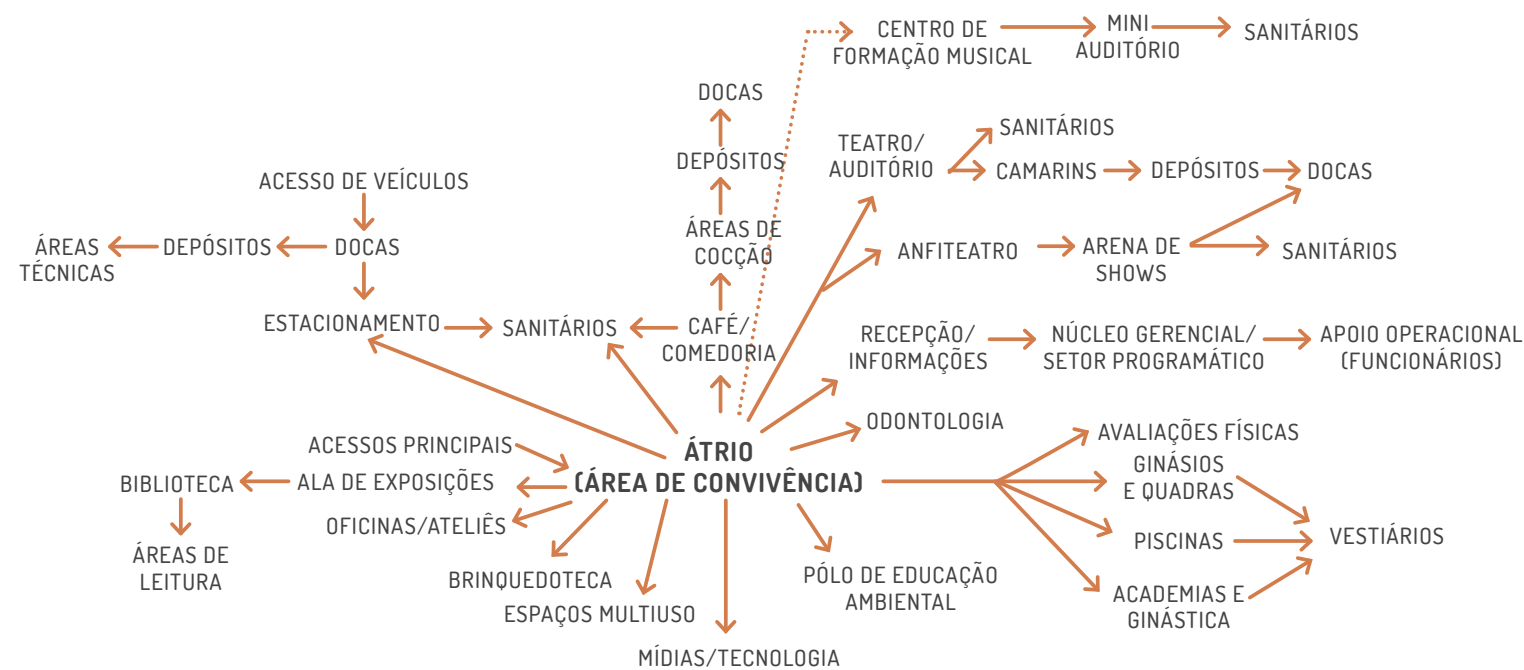 CENTRO DE
FORMAÇÃO MUSICAL
MINI
AUDITÓRIO
SANITÁRIOS
DOCAS
DEPÓSITOS
ÁREAS DE
COCÇÃO
CAFÉ/
COMEDORIA
TEATRO/
AUDITÓRIO
SANITÁRIOS
CAMARINS
DEPÓSITOS
DOCAS
ANFITEATRO
ARENA DE
SHOWS
SANITÁRIOS
ACESSO DE VEÍCULOS
ÁREAS
TÉCNICAS
DEPÓSITOS
DOCAS
ESTACIONAMENTO
SANITÁRIOS
RECEPÇÃO/
INFORMAÇÕES
NÚCLEO GERENCIAL/
SETOR PROGRAMÁTICO
APOIO OPERACIONAL
(FUNCIONÁRIOS)
ODONTOLOGIA
ÁTRIO
(ÁREA DE CONVIVÊNCIA)
ACESSOS PRINCIPAIS
BIBLIOTECA
ALA DE EXPOSIÇÕES
OFICINAS/ATELIÊS
ÁREAS DE
LEITURA
BRINQUEDOTECA
ESPAÇOS MULTIUSO
MÍDIAS/TECNOLOGIA
PÓLO DE EDUCAÇÃO
AMBIENTAL
AVALIAÇÕES FÍSICAS
GINÁSIOS
E QUADRAS
PISCINAS
VESTIÁRIOS
ACADEMIAS E
GINÁSTICA